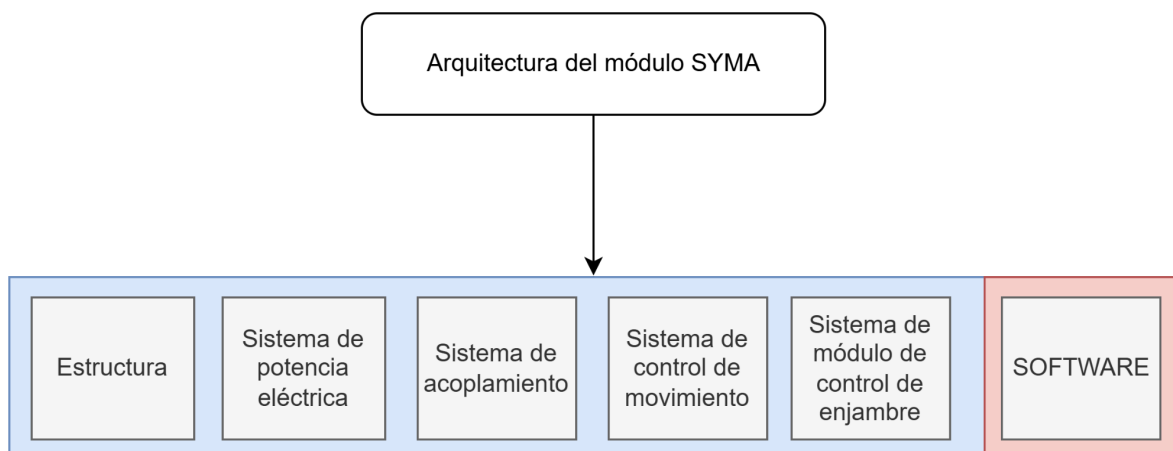 Arquitectura del módulo SYMA
Estructura
Sistema de
potencia
eléctrica
Sistema de
acoplamiento
Sistema de
control de
movimiento
Sistema de
módulo de
control de
enjambre
SOFTWARE